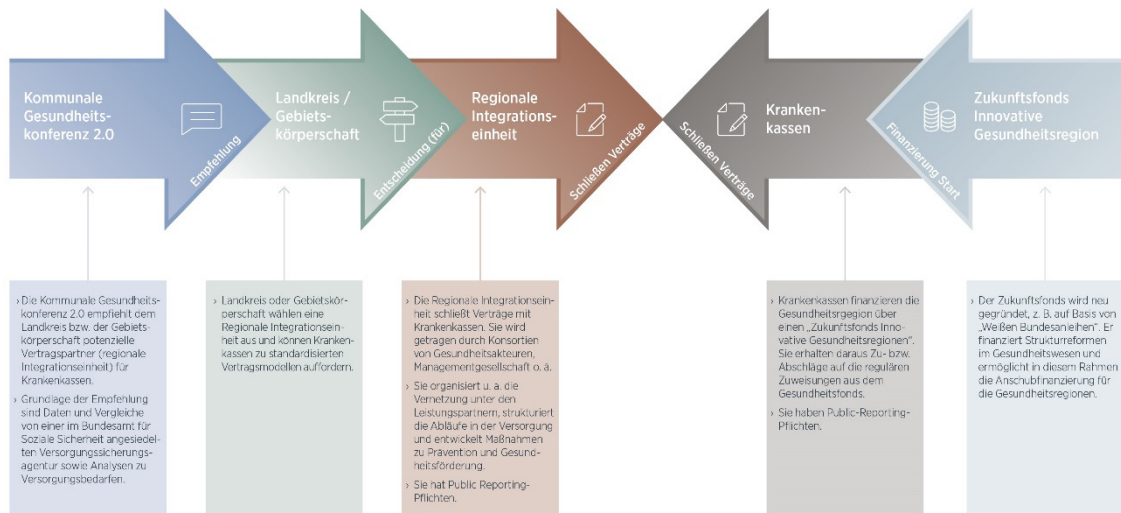 Kommunale
Gesundheits-
konferenz 2.0
Empfehlung
Landkreis /
Gebiets-
körperschaft
Entscheidung (für)
Regionale
Integrations-
einheit
Schließen Verträge
Schließen Verträge
Kranken-
kassen
Finanzierung Start
Zukunftsfonds
Innovative
Gesundheitsregion
› Die Kommunale Gesundheits-
konferenz 2.0 empfiehlt dem
Landkreis bzw. der Gebiets-
körperschaft potenzielle
Vertragspartner (regionale
Integrationseinheit) für
Krankenkassen.
› Grundlage der Empfehlung
sind Daten und Vergleiche
von einer im Bundesamt für
Soziale Sicherheit angesiedel-
ten Versorgungssicherungs-
agentur sowie Analysen zu
Versorgungsbedarfen.
› Landkreis oder Gebietskör-
perschaft wählen eine
Regionale Integrationsein-
heit aus und können Kranken-
kassen zu standardisierten
Vertragsmodellen auffordern.
› Die Regionale Integrationsein-
heit schließt Verträge mit
Krankenkassen. Sie wird
getragen durch Konsortien
von Gesundheitsakteuren,
Managementgesellschaft o. ä.
› Sie organisiert u. a. die
Vernetzung unter den
Leistungspartnern, strukturiert
die Abläufe in der Versorgung
und entwickelt Maßnahmen
zu Prävention und Gesund-
heitsförderung.
› Sie hat Public Reporting-
Pflichten.
› Krankenkassen finanzieren die
Gesundheitsrgegion über
einen „Zukunftsfonds Inno-
vative Gesundheitsregionen“.
Sie erhalten daraus Zu- bzw.
Abschläge auf die regulären
Zuweisungen aus dem
Gesundheitsfonds.
› Sie haben Public-Reporting-
Pflichten.
› Der Zukunftsfonds wird neu
gegründet, z. B. auf Basis von
„Weißen Bundesanleihen“. Er
finanziert Strukturreformen
im Gesundheitswesen und
ermöglicht in diesem Rahmen
die Anschubfinanzierung für
die Gesundheitsregionen.